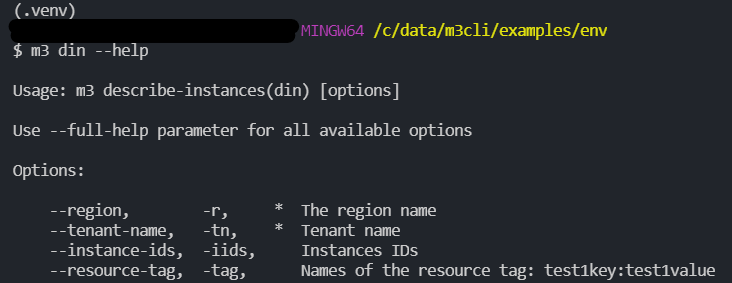 (.venv)
MINGW64 /c/data/m3cli/examples/env
$ m3 din --help
Usage: m3 describe-instances(din) [options]
Use --full-help parameter for all available options
Options:
--region, -r, * The region name
--tenant-name, -tn, * Tenant name
--instance-ids, -iids, Instances IDs
--resource-tag, -tag, Names of the resource tag: test1key:test1value